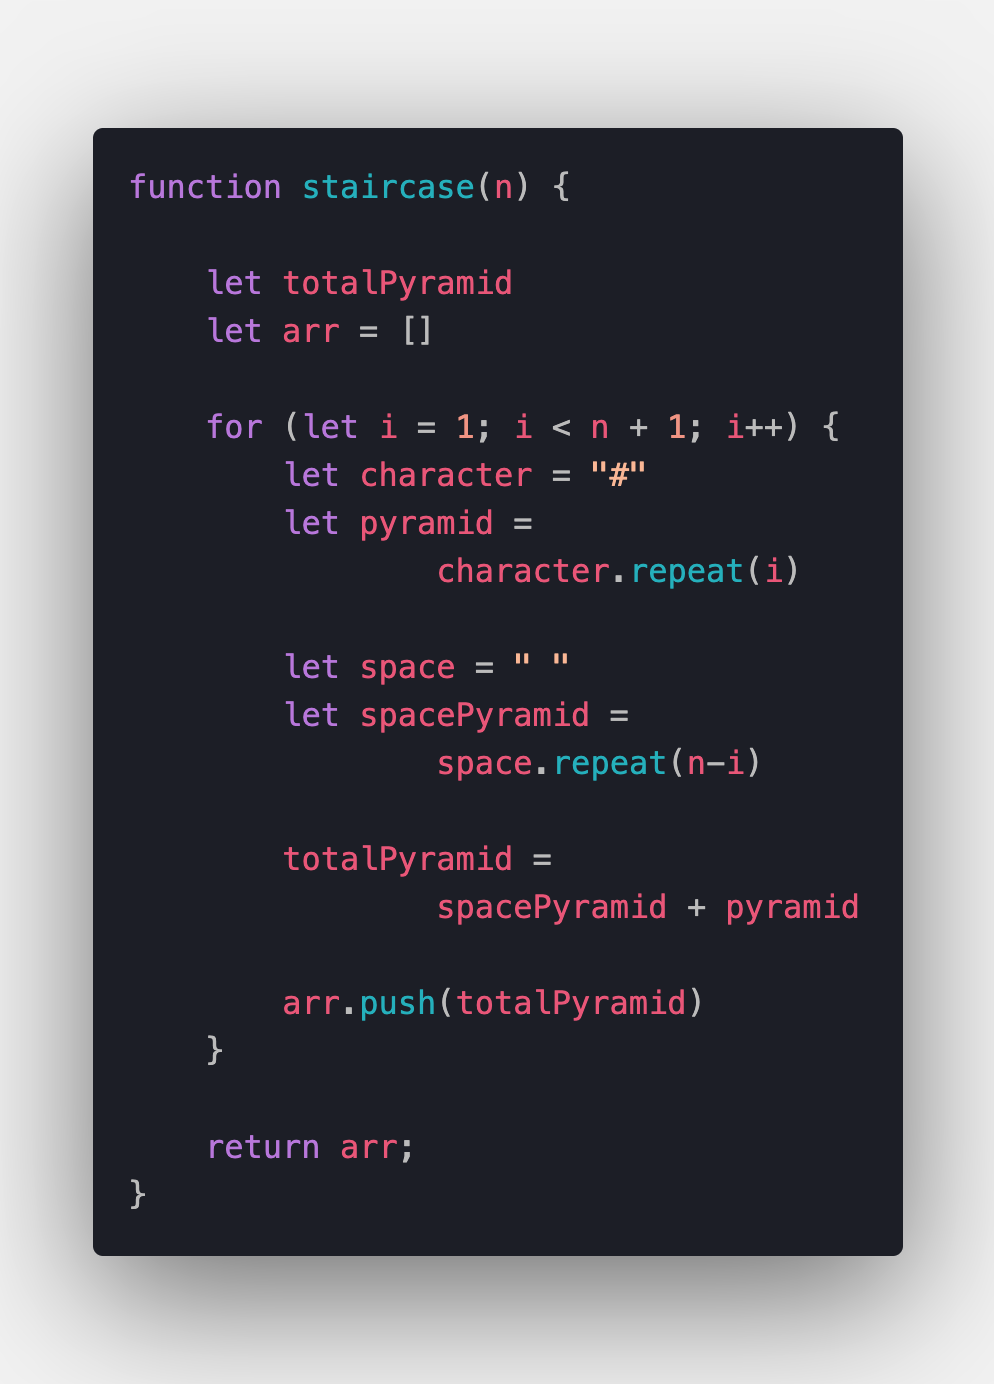 function staircase(n) {

    let totalPyramid
    let arr = []

    for (let i = 1; i < n + 1; i++) {
        let character = "#"
        let pyramid =
                character.repeat(i)

        let space = " "
        let spacePyramid =
                space.repeat(n-i)

        totalPyramid =
                spacePyramid + pyramid

        arr.push(totalPyramid)
    }

    return arr;
}